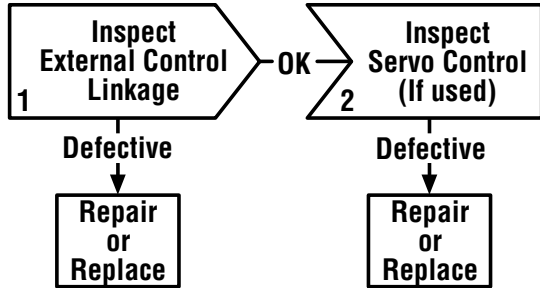 Inspect
External Control
Linkage
1
OK
Inspect
Servo Control
(If used)
2
Defective
Defective
Repair
or
Replace
Repair
or
Replace